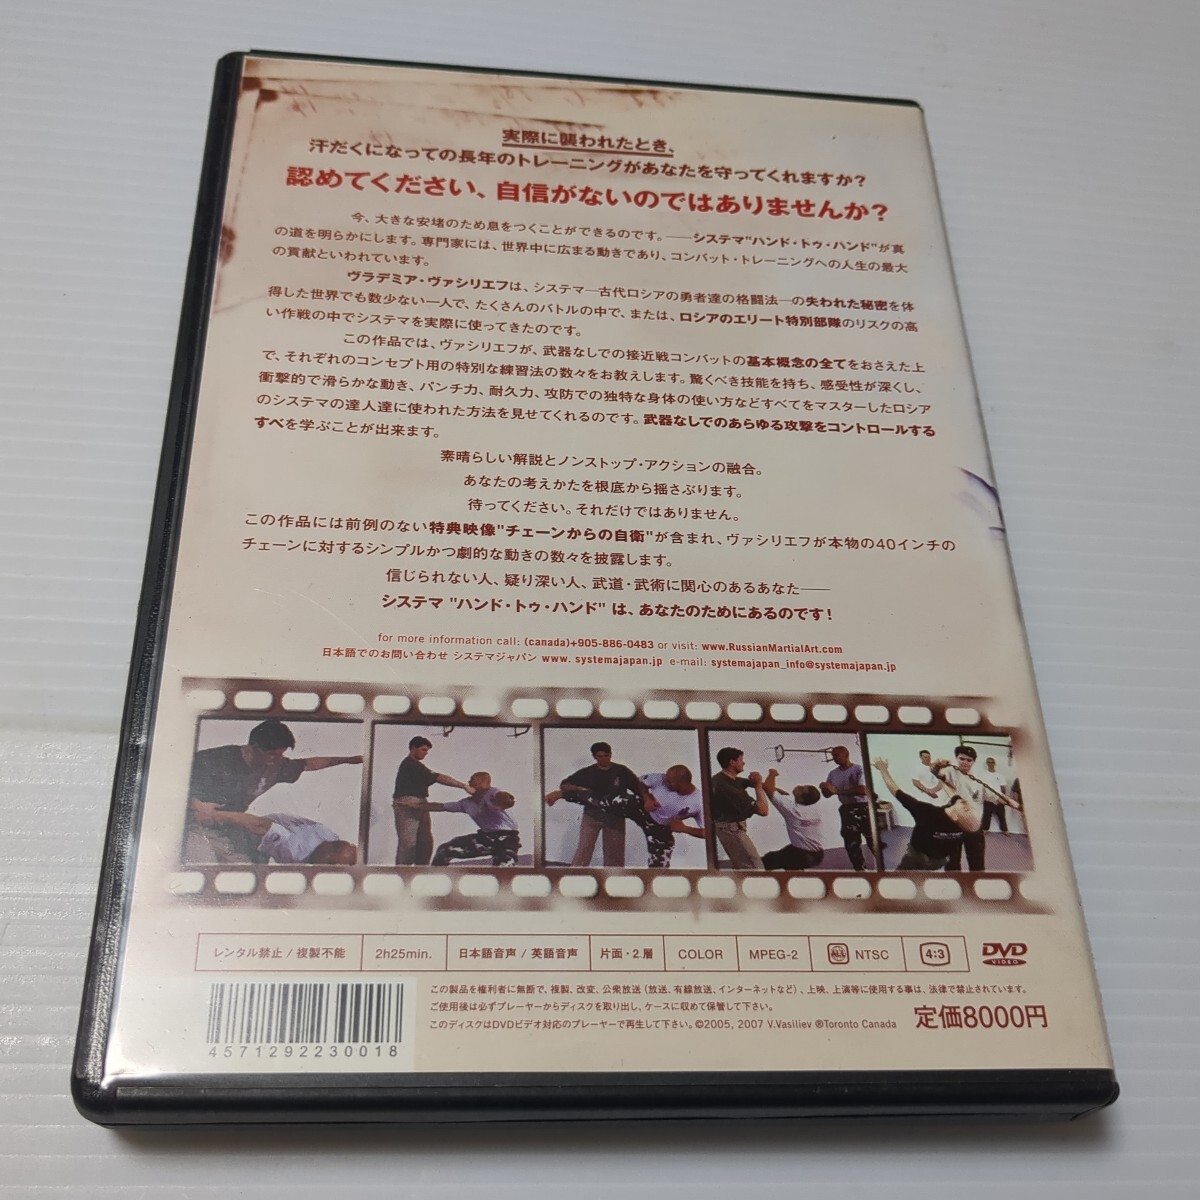 実際に襲われたとき、
汗だくになっての長年のトレーニングがあなたを守ってくれますか?
認めてください、自信がないのではありませんか?
今、大きな安堵のため息をつくことができるのです。――システマ"ハンド・トゥ・ハンド"が真
の道を明らかにします。専門家には、世界中に広まる動きであり、コンバット・トレーニングへの人生の最大
の貢献といわれています。
ヴラデミア・ヴァシリエフは、システマ―古代ロシアの勇者達の格闘法―の失われた秘密を体
得した世界でも数少ない一人で、たくさんのバトルの中で、または、ロシアのエリート特別部隊のリスクの高
い作戦の中でシステマを実際に使ってきたのです。
この作品では、ヴァシリエフが、武器なしでの接近戦コンバットの基本概念の全てをおさえた上
で、それぞれのコンセプト用の特別な練習法の数々をお教えします。驚くべき技能を持ち、感受性が深くし、
衝撃的で滑らかな動き、パンチ力、耐久力、攻防での独特な身体の使い方などすべてをマスターしたロシア
のシステマの達人達に使われた方法を見せてくれるのです。武器なしでのあらゆる攻撃をコントロールする
すべを学ぶことが出来ます。
素晴らしい解説とノンストップ・アクションの融合。
あなたの考えかたを根底から揺さぶります。
待ってください。それだけではありません。
この作品には前例のない特典映像"チェーンからの自衛"が含まれ、ヴァシリエフが本物の40インチの
チェーンに対するシンプルかつ劇的な動きの数々を披露します。
信じられない人、疑り深い人、武道・武術に関心のあるあなた――
システマ "ハンド・トゥ・ハンド" は、あなたのためにあるのです!
for more information call: (canada)+905-886-0483 or visit: www.RussianMartialArt.com
日本語でのお問い合わせ システマジャパン www. systemajapan.jp e-mail: systemajapan_info@systemajapan.jp
レンタル禁止 / 複製不能 2h25min. 日本語音声 / 英語音声 片面・2層 COLOR MPEG-2 ALL NTSC 4:3 DVD VIDEO
この製品を権利者に無断で、複製、改変、公衆放送(放送、有線放送、インターネットなど)、上映、上演等に使用する事は、法律で禁止されています。
ご使用後は必ずプレーヤーからディスクを取り出し、ケースに収めて保管して下さい。
このディスクはDVDビデオ対応のプレーヤーで再生して下さい。©2005, 2007 V.Vasiliev ®Toronto Canada
定価8000円
4571292230018